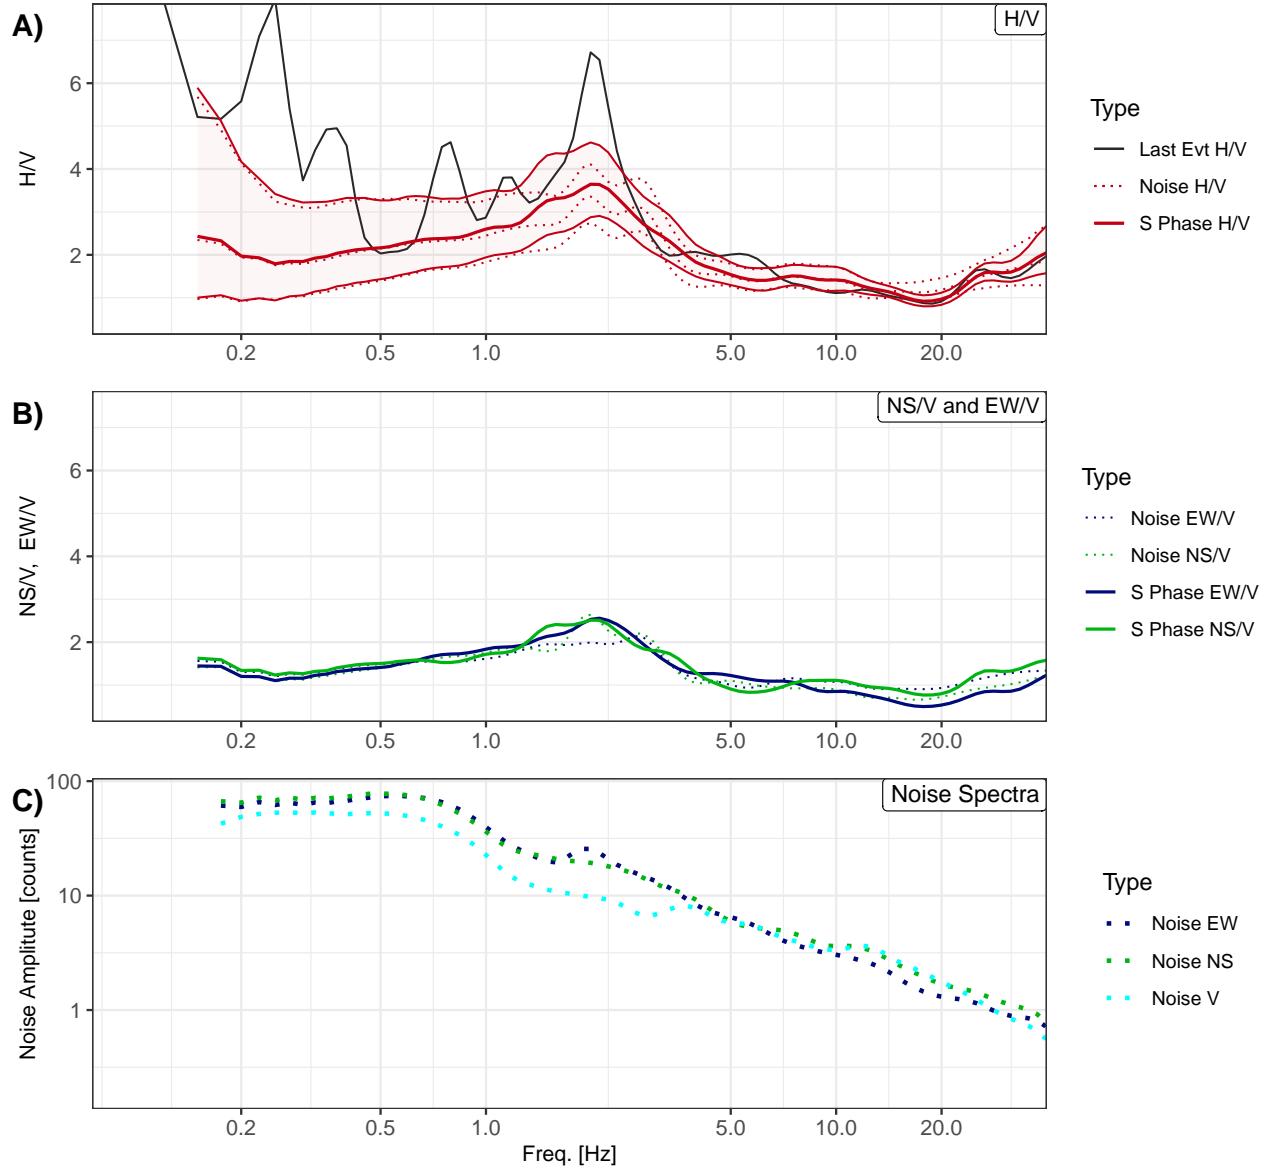 A)
H/V
6
4
2
H/V
0.2 0.5 1.0 5.0 10.0 20.0
Type
Last Evt H/V
Noise H/V
S Phase H/V
B)
NS/V and EW/V
6
4
2
NS/V, EW/V
0.2 0.5 1.0 5.0 10.0 20.0
Type
Noise EW/V
Noise NS/V
S Phase EW/V
S Phase NS/V
C)
Noise Spectra
100
10
1
Noise Amplitute [counts]
0.2 0.5 1.0 5.0 10.0 20.0
Freq. [Hz]
Type
Noise EW
Noise NS
Noise V